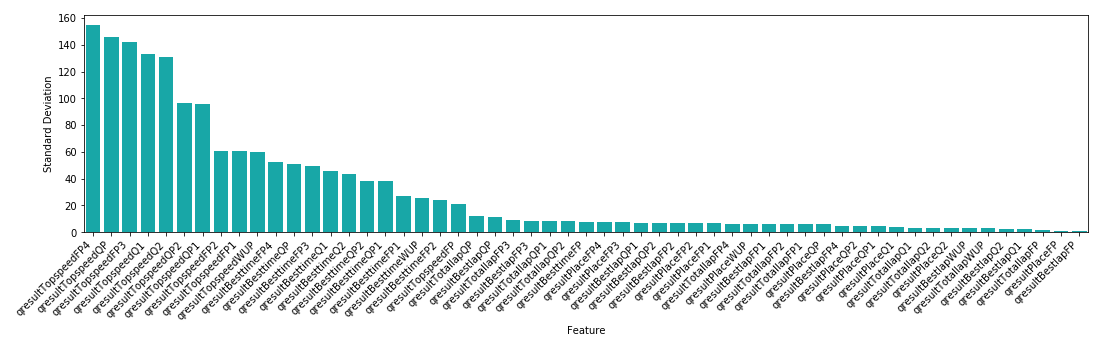 160
140
120
100
80
60
40
20
0
Standard Deviation
qresultTopspeedFP4
qresultTopspeedQP
qresultTopspeedFP3
qresultTopspeedQ1
qresultTopspeedQ2
qresultTopspeedQP2
qresultTopspeedQP1
qresultTopspeedFP2
qresultTopspeedFP1
qresultTopspeedWUP
qresultBesttimeFP4
qresultBesttimeQP
qresultBesttimeFP3
qresultBesttimeQ1
qresultBesttimeQ2
qresultBesttimeQP2
qresultBesttimeQP1
qresultBesttimeFP1
qresultBesttimeWUP
qresultBesttimeFP2
qresultTopspeedFP
qresultTotallapQP
qresultBestlapQP
qresultTotallapFP3
qresultBestlapFP3
qresultTotallapQP1
qresultTotallapQP2
qresultBesttimeFP
qresultPlaceFP4
qresultPlaceFP3
qresultBestlapQP1
qresultBestlapQP2
qresultBestlapFP2
qresultPlaceFP2
qresultPlaceFP1
qresultTotallapFP4
qresultPlaceWUP
qresultBestlapFP1
qresultTotallapFP2
qresultTotallapFP1
qresultPlaceQP
qresultBestlapFP4
qresultPlaceQP2
qresultPlaceQP1
qresultPlaceQ1
qresultTotallapQ1
qresultTotallapQ2
qresultPlaceQ2
qresultBestlapWUP
qresultTotallapWUP
qresultBestlapQ2
qresultBestlapQ1
qresultTotallapFP
qresultPlaceFP
qresultBestlapFP
Feature